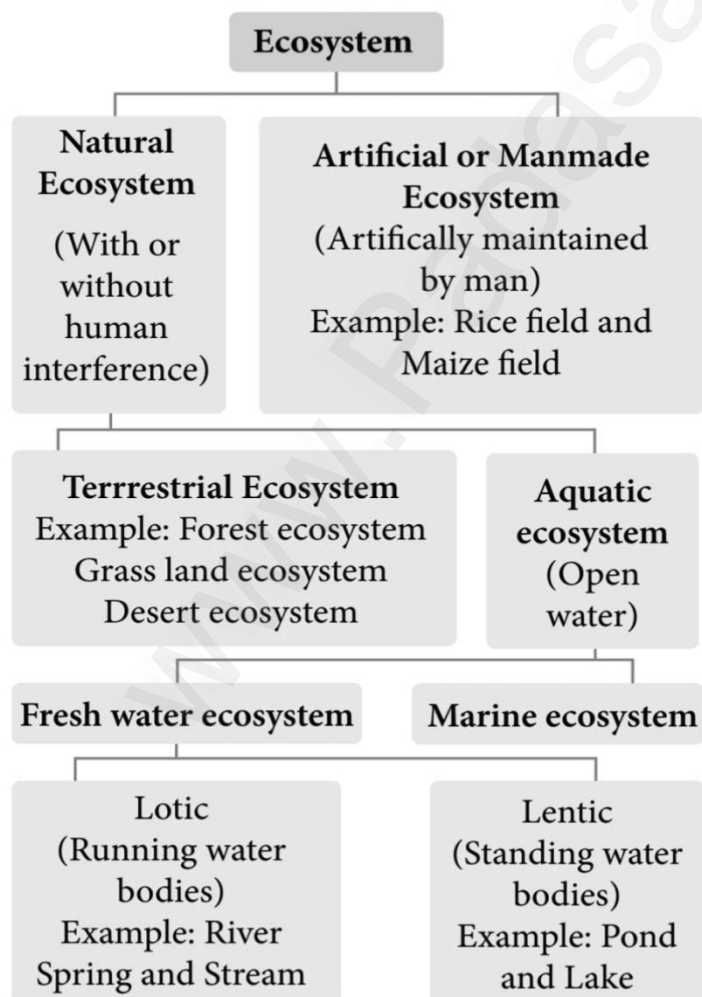 Ecosystem
Natural
Ecosystem
(With or
without
human
interference)
Artificial or Manmade
Ecosystem
(Artifically maintained
by man)
Example: Rice field and
Maize field
Terrrestrial Ecosystem
Example: Forest ecosystem
Grass land ecosystem
Desert ecosystem
Aquatic
ecosystem
(Open
water)
Fresh water ecosystem
Marine ecosystem
Lotic
(Running water
bodies)
Example: River
Spring and Stream
Lentic
(Standing water
bodies)
Example: Pond
and Lake
www.Padasa